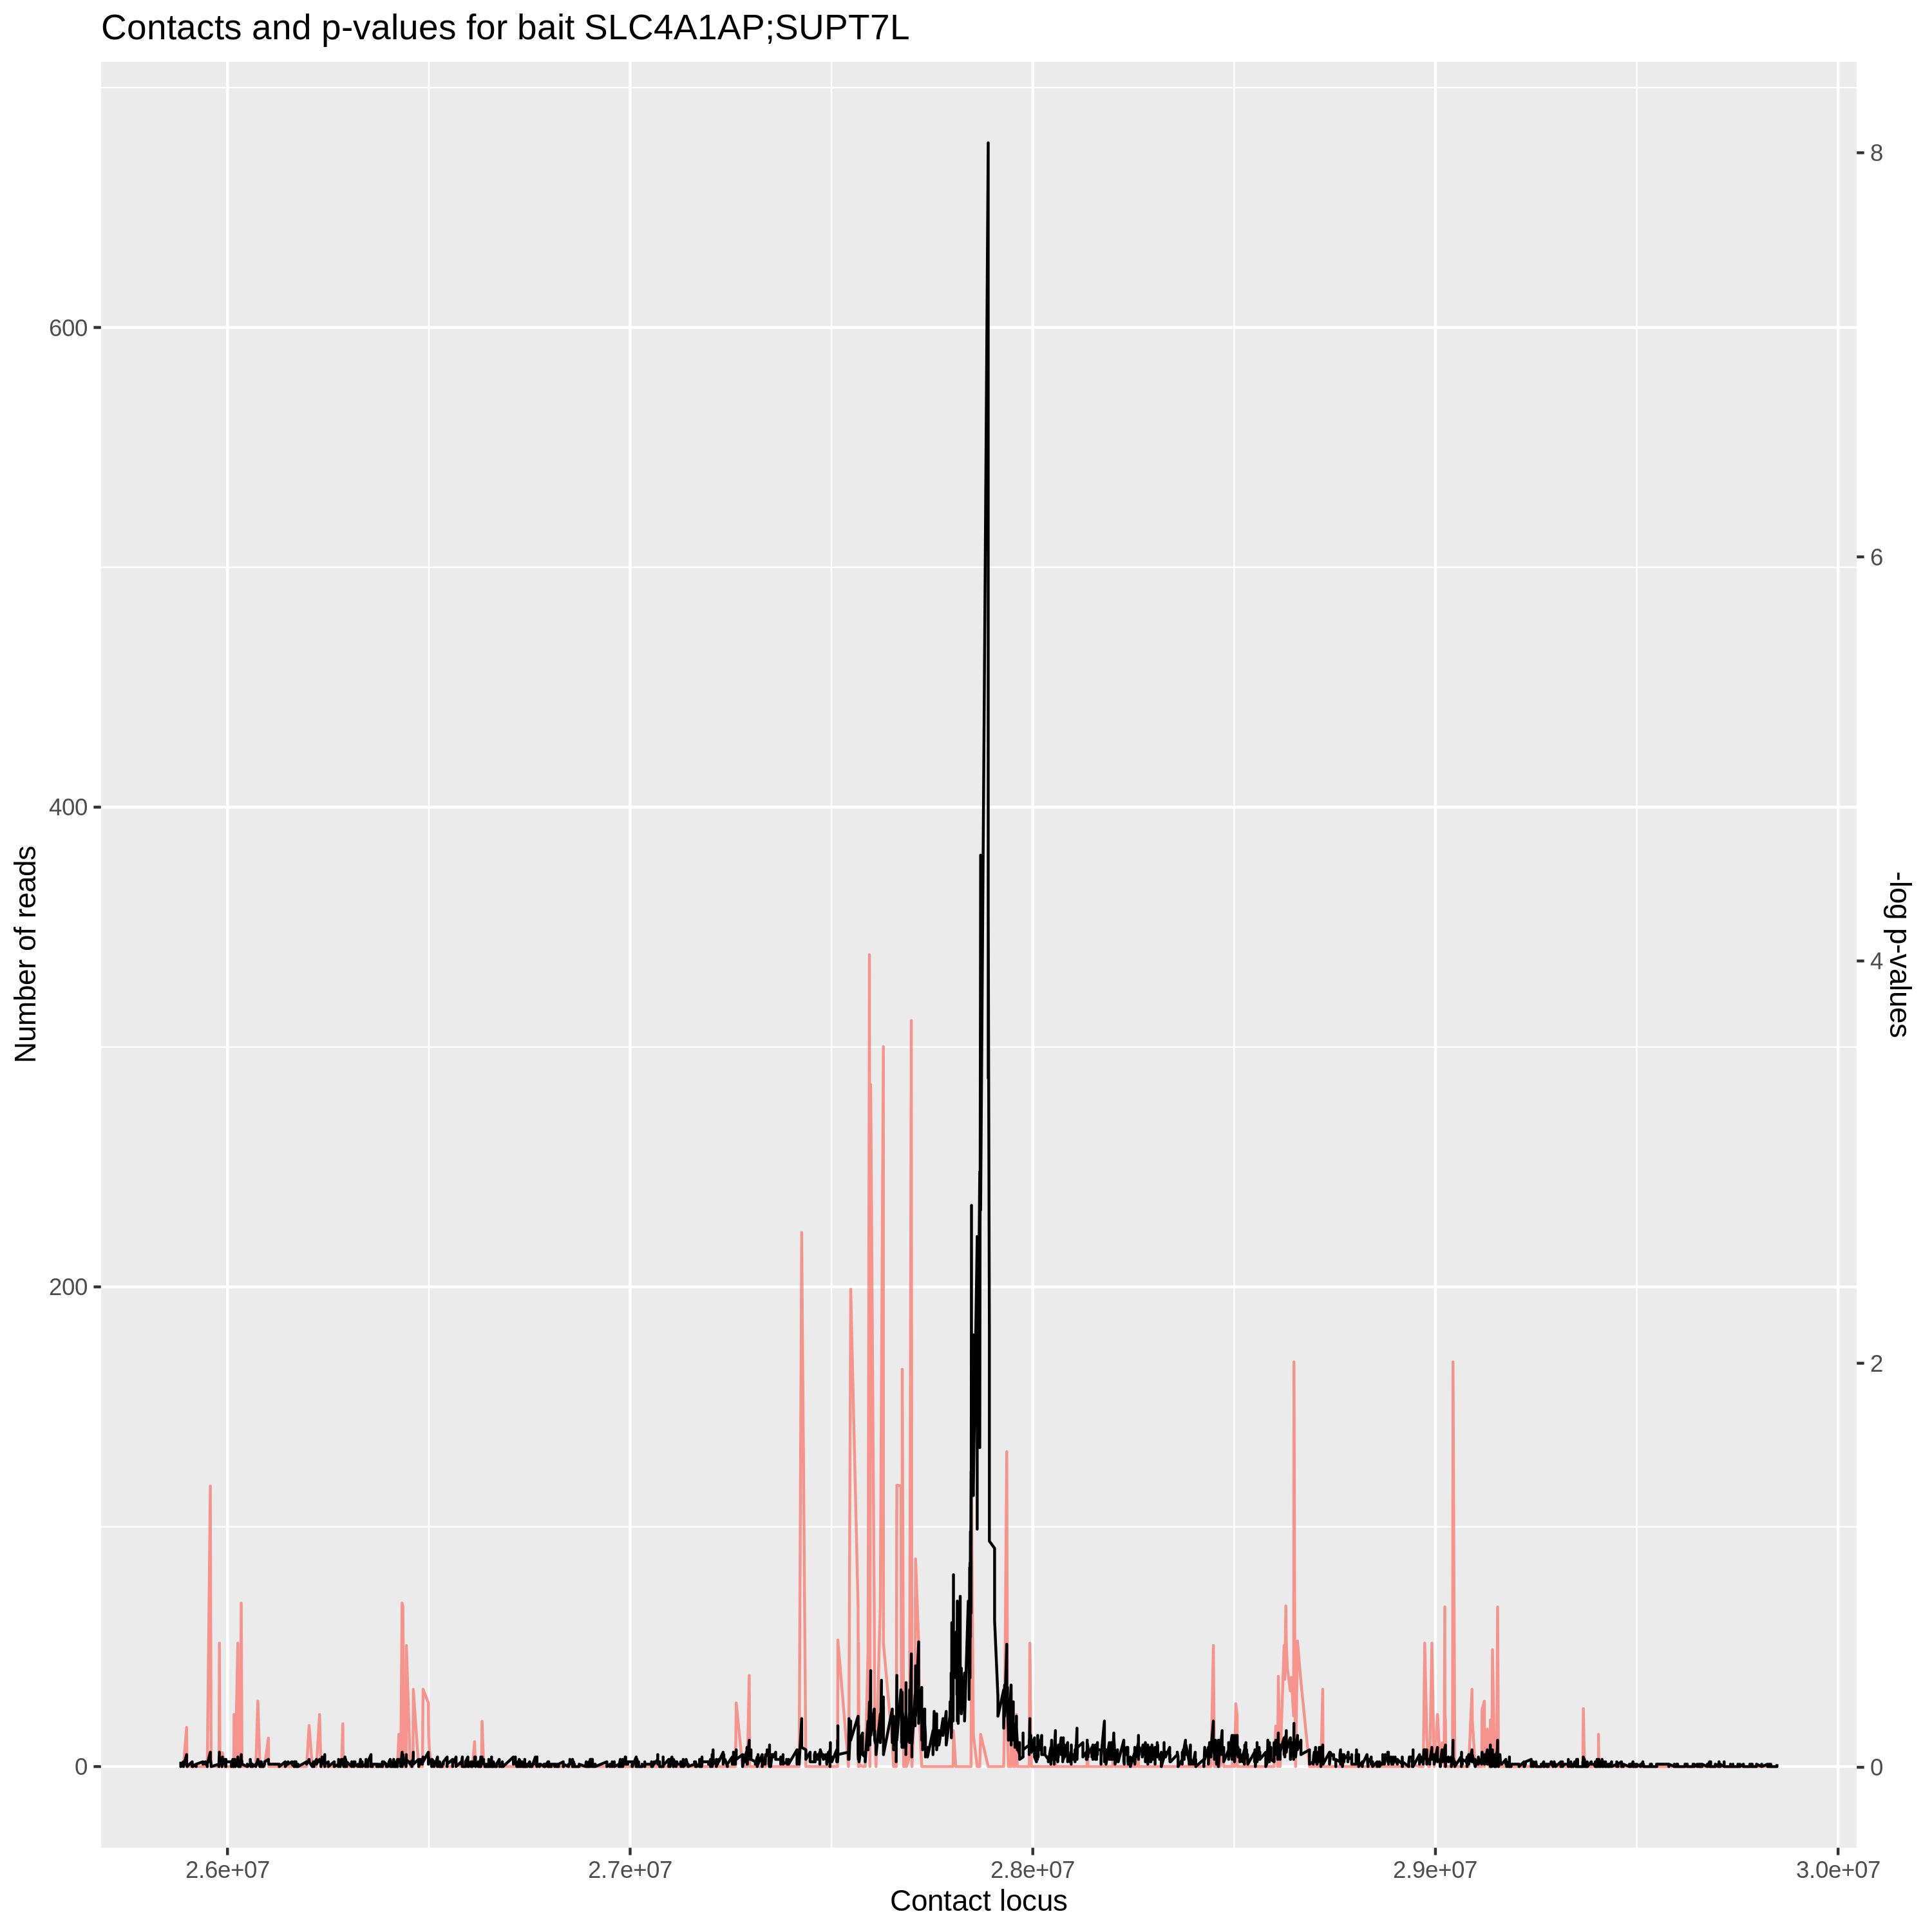 Contacts and p-values for bait SLC4A1AP;SUPT7L
Number of reads
600
400
200
0
8
6
4
2
0
-log p-values
2.6e+07
2.7e+07
2.8e+07
2.9e+07
3.0e+07
Contact locus